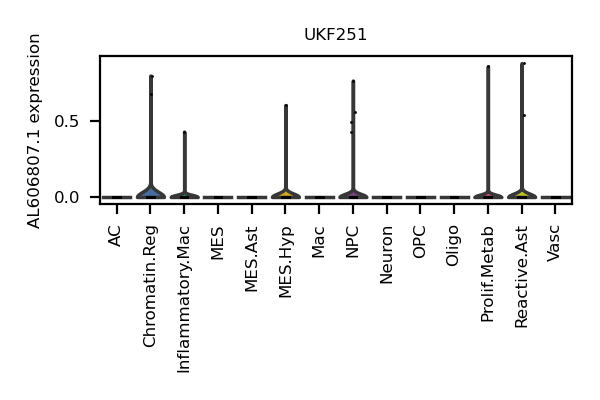 UKF251
AL606807.1 expression
0.5
0.0
AC
Chromatin.Reg
Inflammatory.Mac
MES
MES.Ast
MES.Hyp
Mac
NPC
Neuron
OPC
Oligo
Prolif.Metab
Reactive.Ast
Vasc